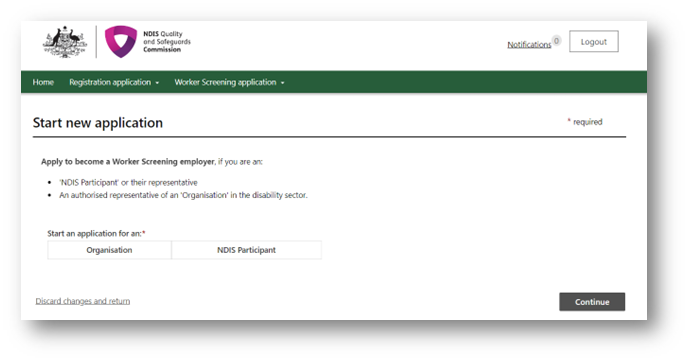 NDIS Quality
and Safeguards
Commission
Notifications 0
Logout
Home Registration application Worker Screening application
Start new application
* required
Apply to become a Worker Screening employer, if you are an:
• 'NDIS Participant' or their representative
• An authorised representative of an 'Organisation' in the disability sector.
Start an application for an:*
Organisation NDIS Participant
Discard changes and return
Continue